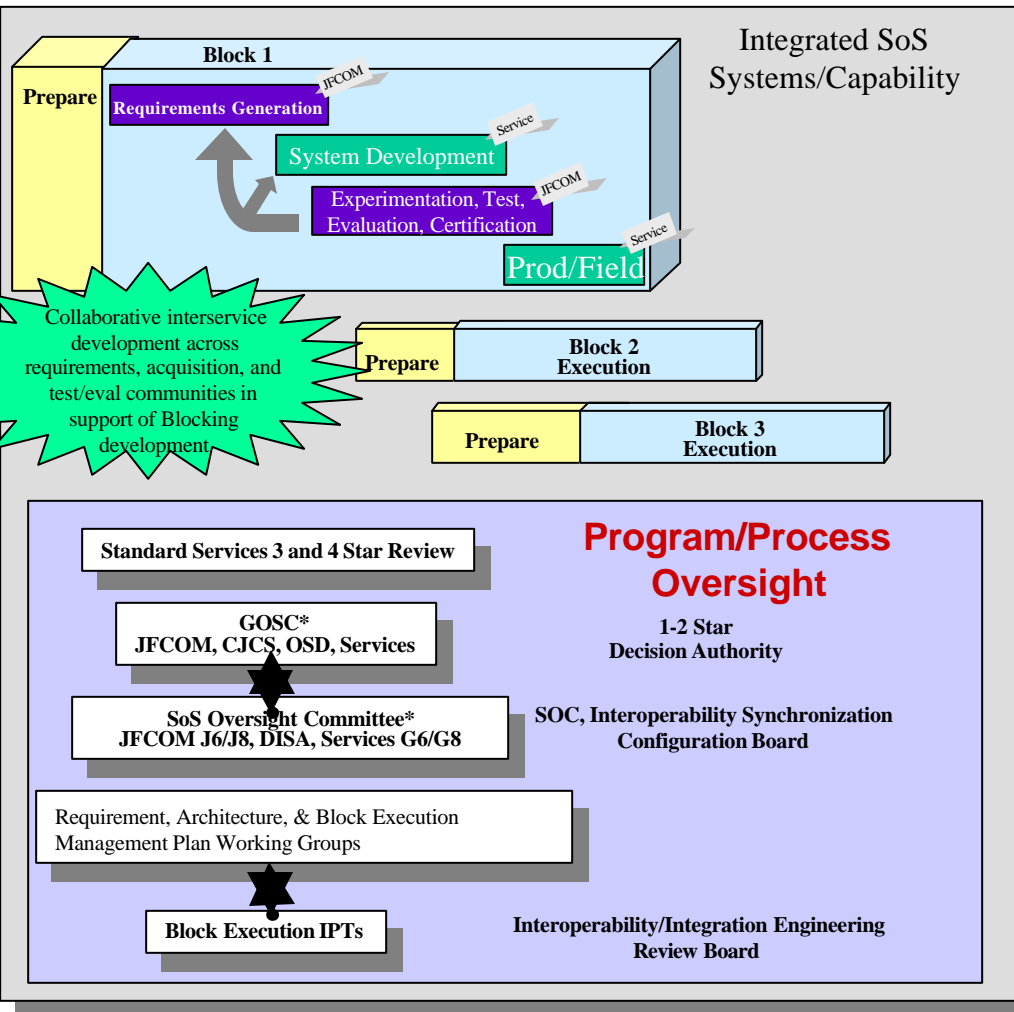 Integrated SoS
Systems/Capability
Block 1
Prepare
JFCOM
Requirements Generation
Service
System Development
JFCOM
Experimentation, Test,
Evaluation, Certification
Service
Prod/Field
Collaborative interservice
development across
requirements, acquisition, and
test/eval communities in
support of Blocking
development
Prepare
Block 2
Execution
Prepare
Block 3
Execution
Program/Process
Oversight
Standard Services 3 and 4 Star Review
GOSC*
JFCOM, CJCS, OSD, Services
1-2 Star
Decision Authority
SoS Oversight Committee*
JFCOM J6/J8, DISA, Services G6/G8
SOC, Interoperability Synchronization
Configuration Board
Requirement, Architecture, & Block Execution
Management Plan Working Groups
Block Execution IPTs
Interoperability/Integration Engineering
Review Board